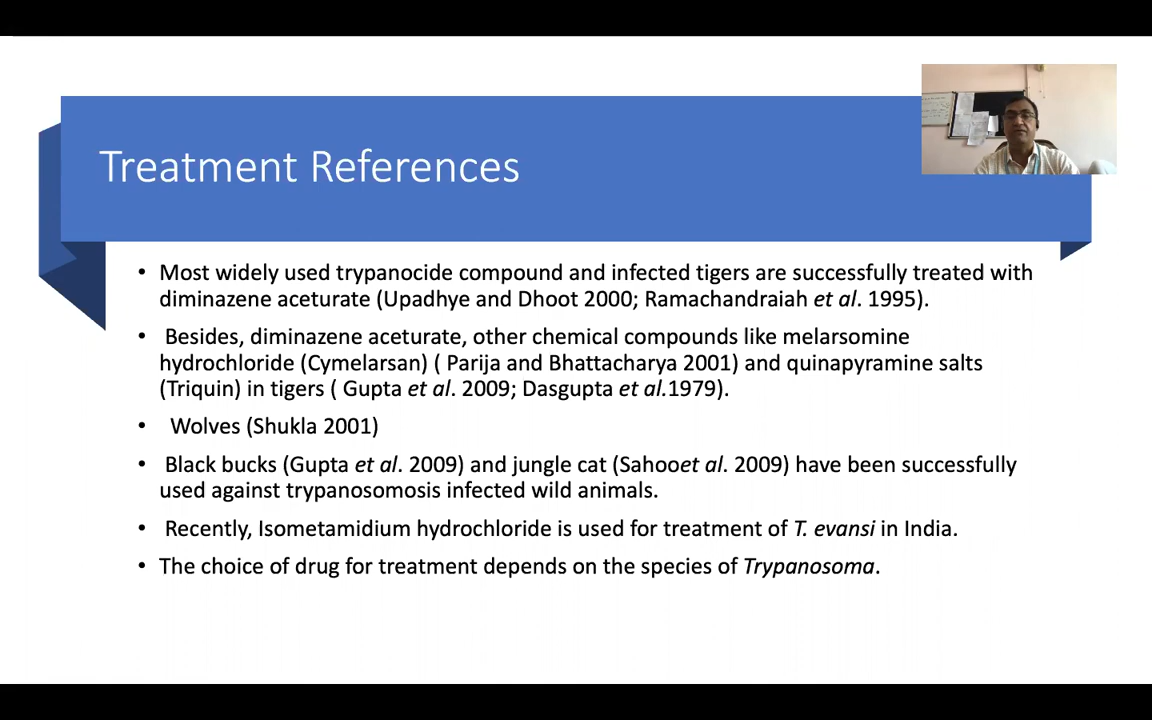 Treatment References
• Most widely used trypanocide compound and infected tigers are successfully treated with
diminazene aceturate (Upadhye and Dhoot 2000; Ramachandraiah et al. 1995).
• Besides, diminazene aceturate, other chemical compounds like melarsomine
hydrochloride (Cymelarsan) ( Parija and Bhattacharya 2001) and quinapyramine salts
(Triquin) in tigers ( Gupta et al. 2009; Dasgupta et al.1979).
• Wolves (Shukla 2001)
• Black bucks (Gupta et al. 2009) and jungle cat (Sahooet al. 2009) have been successfully
used against trypanosomosis infected wild animals.
• Recently, Isometamidium hydrochloride is used for treatment of T. evansi in India.
• The choice of drug for treatment depends on the species of Trypanosoma.